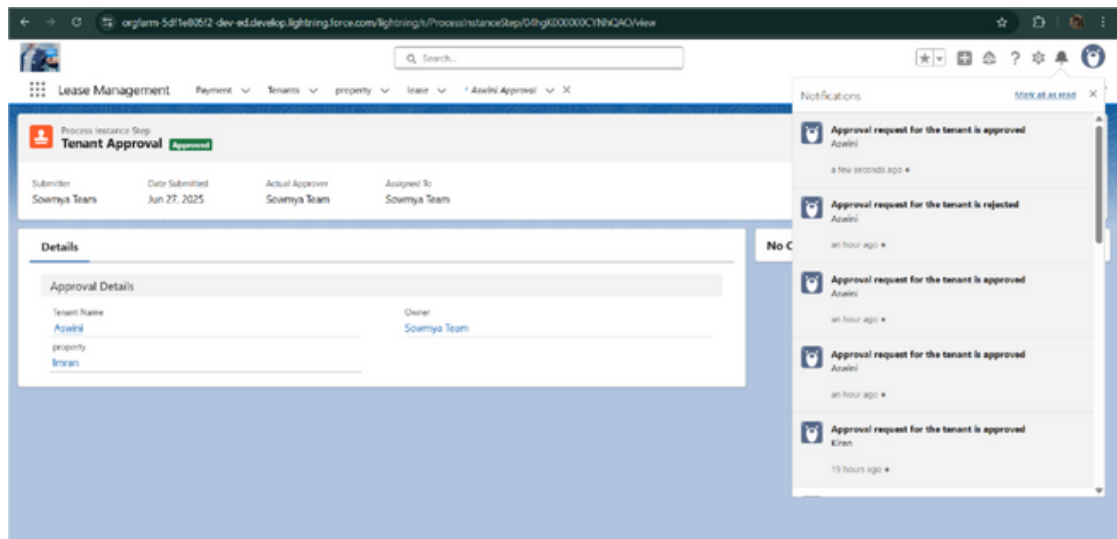 orgfarm-5df1e805f2-dev-ed.develop.lightning.force.com/lightning/r/ProcessInstanceStep/04hgK000000CYNhQAO/view
Search...
Lease Management Payment Tenants property lease * Aswini Approval
Process Instance Step
Tenant Approval Approved
Submitter Date Submitted Actual Approver Assigned To
Sowmya Team Jun 27, 2025 Sowmya Team Sowmya Team
Details
No C
Approval Details
Tenant Name Owner
Aswini Sowmya Team
property
Imran
Notifications Mark all as read
Approval request for the tenant is approved
Aswini
a few seconds ago
Approval request for the tenant is rejected
Aswini
an hour ago
Approval request for the tenant is approved
Aswini
an hour ago
Approval request for the tenant is approved
Aswini
an hour ago
Approval request for the tenant is approved
Kiran
19 hours ago